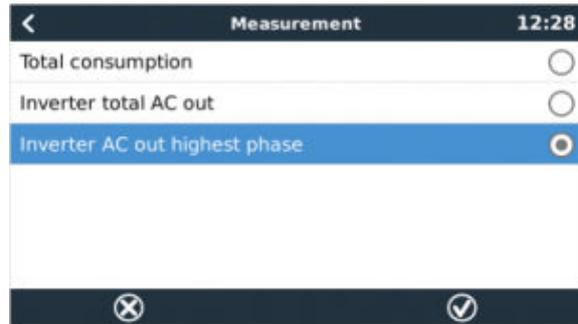 Measurement 12:28
Total consumption
Inverter total AC out
Inverter AC out highest phase